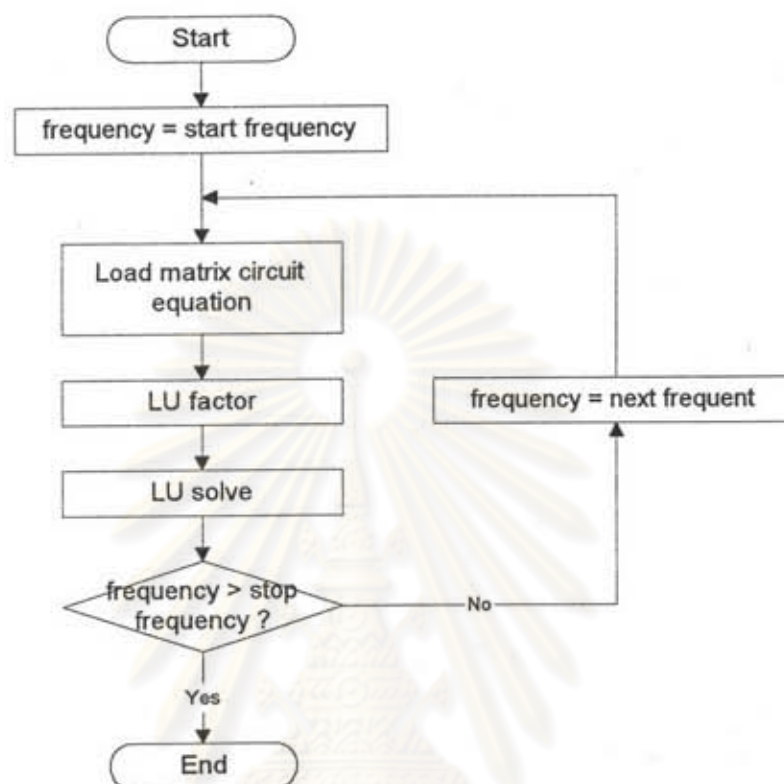 Start
frequency = start frequency
Load matrix circuit
equation
LU factor
frequency = next frequent
LU solve
frequency > stop
frequency ?
No
Yes
End